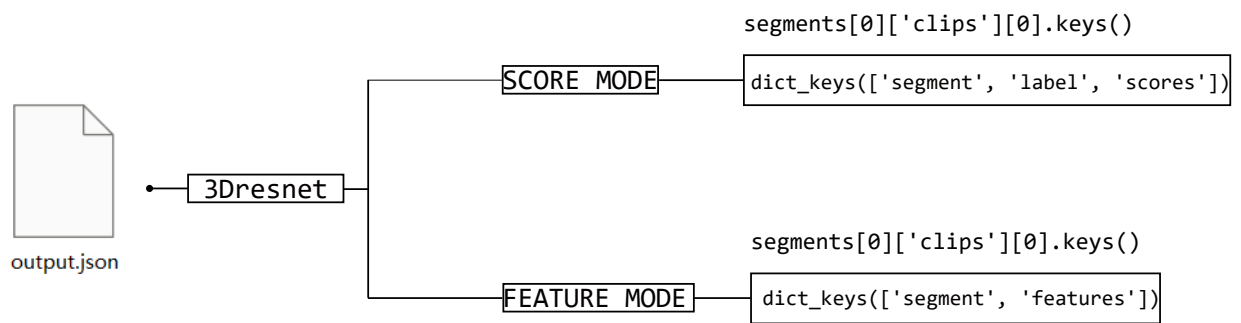 segments[0]['clips'][0].keys()
SCORE MODE
dict_keys(['segment', 'label', 'scores'])
3Dresnet
output.json
segments[0]['clips'][0].keys()
FEATURE MODE
dict_keys(['segment', 'features'])